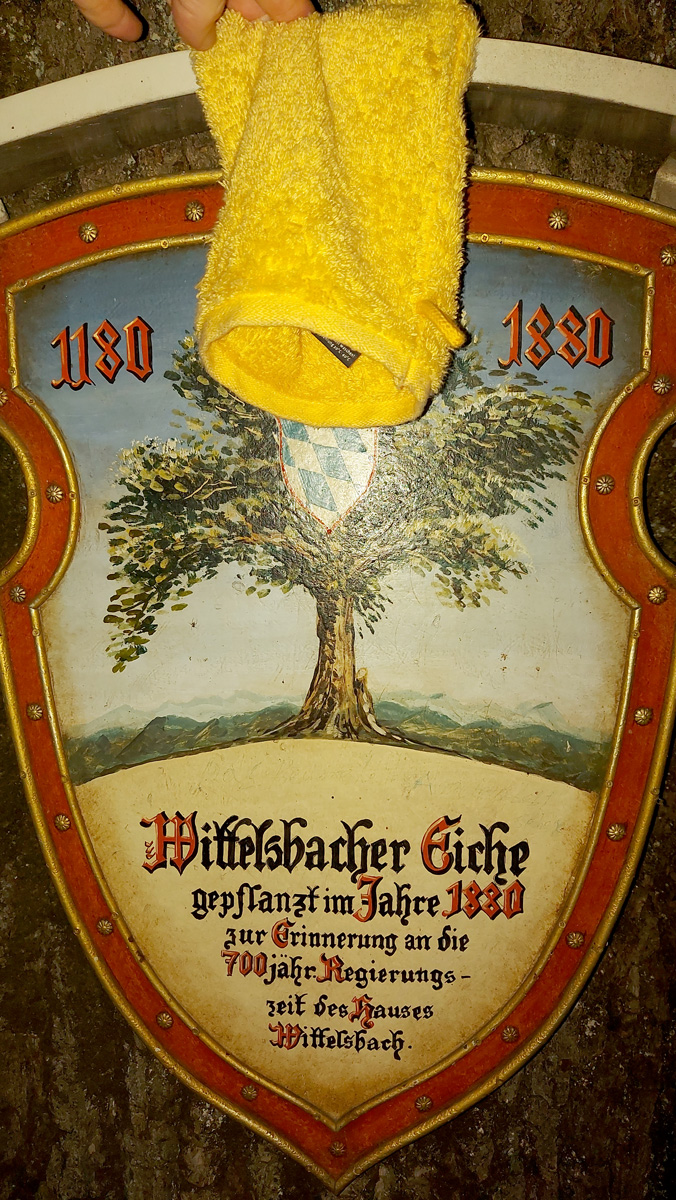 1180 1880
Wittelsbacher Eiche
gepflanzt im Jahre 1880
zur Erinnerung an die
700jähr. Regierungs-
zeit des Hauses
Wittelsbach.